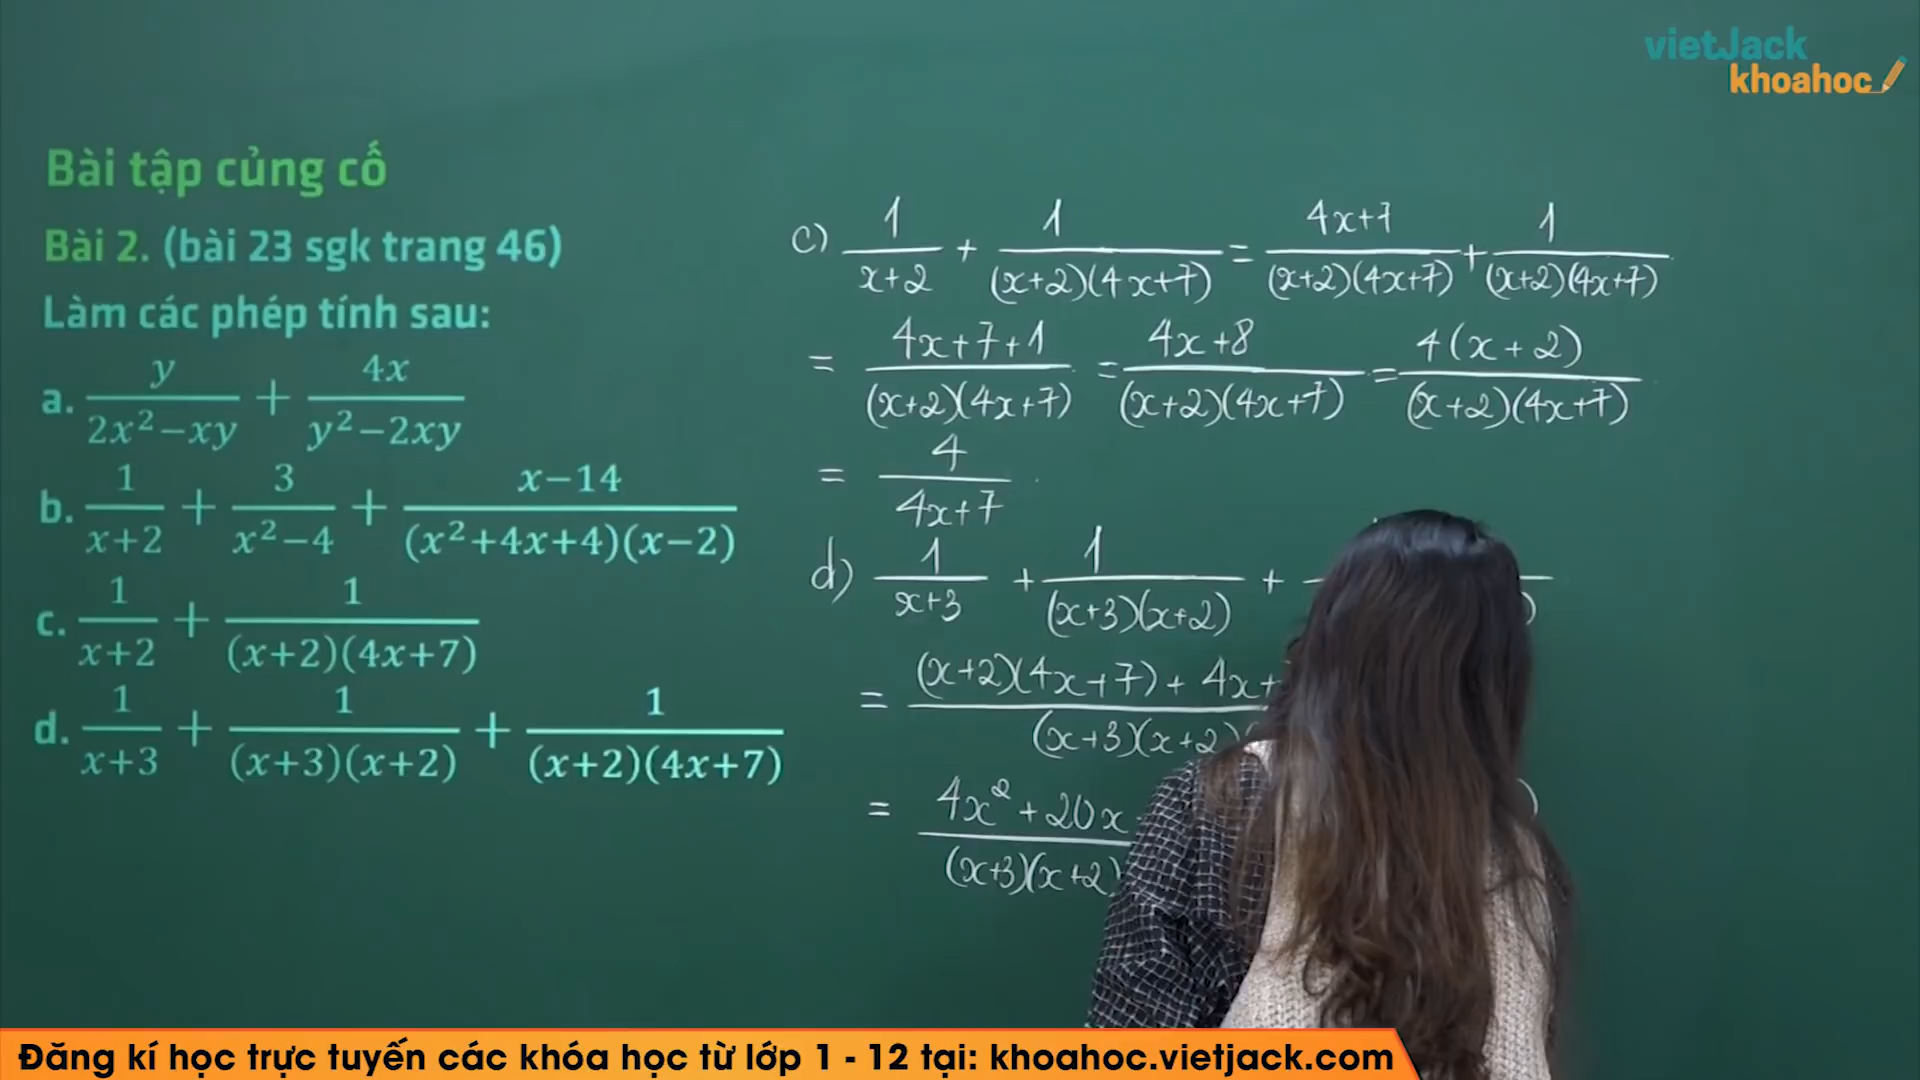 vietJack
khoahoc
Bài tập củng cố
Bài 2. (bài 23 sgk trang 46)
Làm các phép tính sau:
a. y/(2x²−xy) + 4x/(y²−2xy)
b. 1/(x+2) + 3/(x²−4) + (x−14)/((x²+4x+4)(x−2))
c. 1/(x+2) + 1/((x+2)(4x+7))
d. 1/(x+3) + 1/((x+3)(x+2)) + 1/((x+2)(4x+7))
c) 1/(x+2) + 1/((x+2)(4x+7)) = (4x+7)/((x+2)(4x+7)) + 1/((x+2)(4x+7))
= (4x+7+1)/((x+2)(4x+7)) = (4x+8)/((x+2)(4x+7)) = 4(x+2)/((x+2)(4x+7))
= 4/(4x+7)
d) 1/(x+3) + 1/((x+3)(x+2)) +
= (x+2)(4x+7) + 4x+ / (x+3)(x+2)
= 4x² + 20x / (x+3)(x+2)
Đăng kí học trực tuyến các khóa học từ lớp 1 - 12 tại: khoahoc.vietjack.com